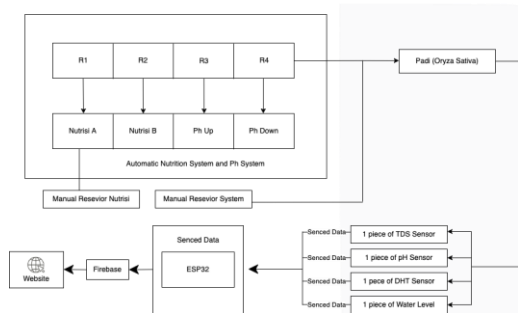 R1 R2 R3 R4
Padi (Oryza Sativa)
Nutrisi A Nutrisi B Ph Up Ph Down
Automatic Nutrition System and Ph System
Manual Resevior Nutrisi
Manual Resevior System
Senced Data
ESP32
Firebase
Website
Senced Data 1 piece of TDS Sensor
Senced Data 1 piece of pH Sensor
Senced Data 1 pece of DHT Sensor
Senced Data 1 piece of Water Level